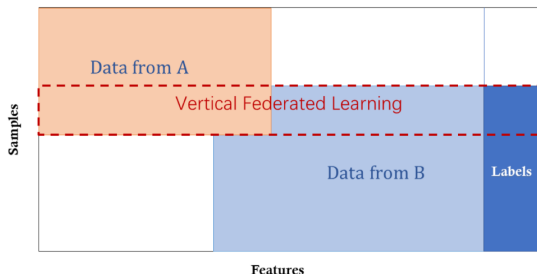 Data from A
Vertical Federated Learning
Samples
Data from B
Labels
Features